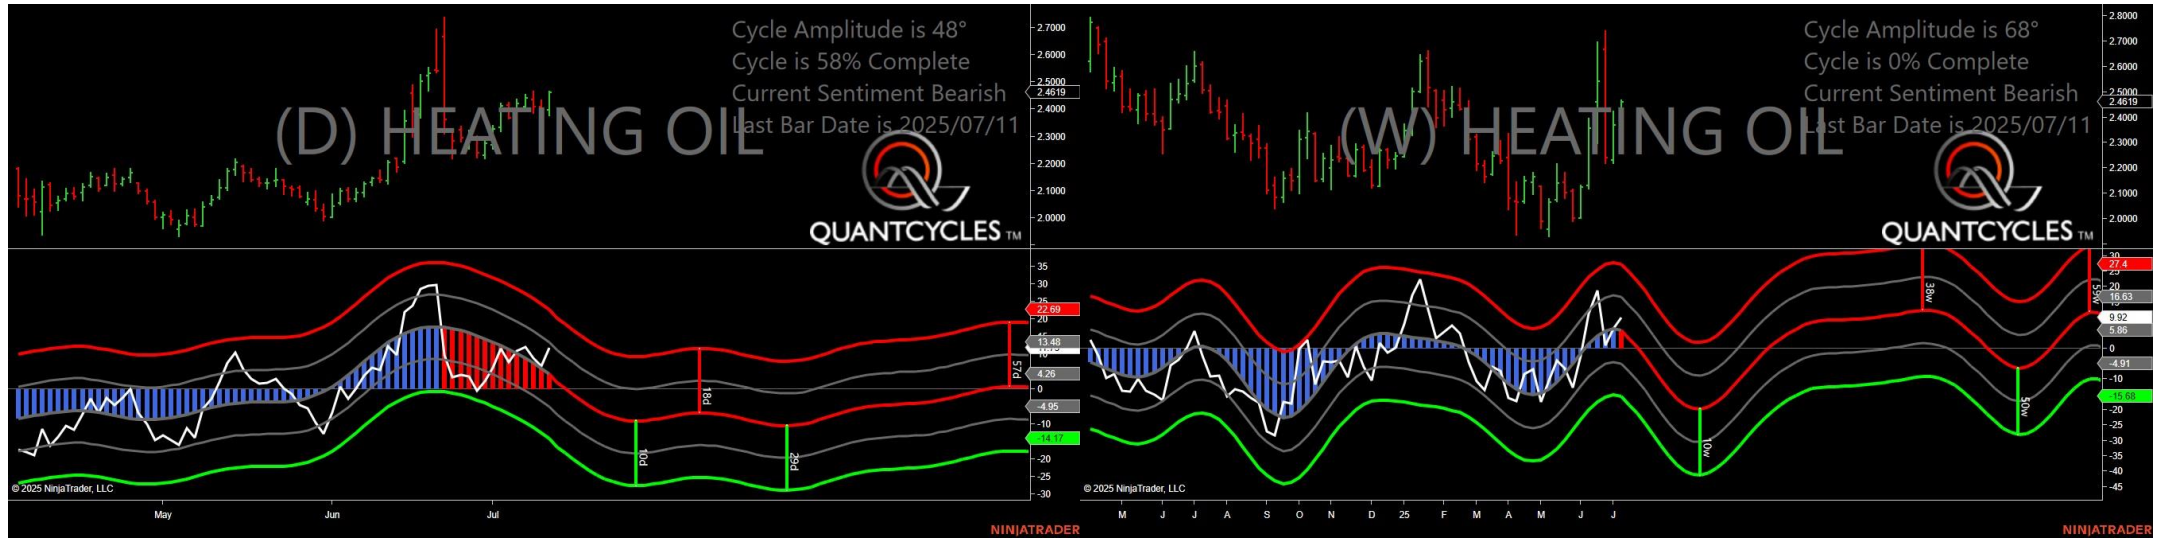 Cycle Amplitude is 48°
Cycle is 58% Complete
Current Sentiment Bearish
Last Bar Date is 2025/07/11
(D) HEATING OIL
QUANTCYCLES TM
2.7000
2.6000
2.5000
2.4619
2.4000
2.3000
2.2000
2.1000
2.0000
35
30
25
22.69
20
15
13.48
10
4.26
0
-4.95
-10
-14.17
-20
-25
-30
10d
18d
29d
57d
© 2025 NinjaTrader, LLC
May Jun Jul
NINJATRADER
Cycle Amplitude is 68°
Cycle is 0% Complete
Current Sentiment Bearish
Last Bar Date is 2025/07/11
(W) HEATING OIL
QUANTCYCLES TM
2.8000
2.7000
2.6000
2.5000
2.4619
2.4000
2.3000
2.2000
2.1000
2.0000
30
27.4
25
20
16.63
9.92
5.86
0
-4.91
-10
-15.68
-20
-25
-30
-35
-40
-45
10w
38w
50w
59w
© 2025 NinjaTrader, LLC
M J J A S O N D 25 F M A M J J
NINJATRADER